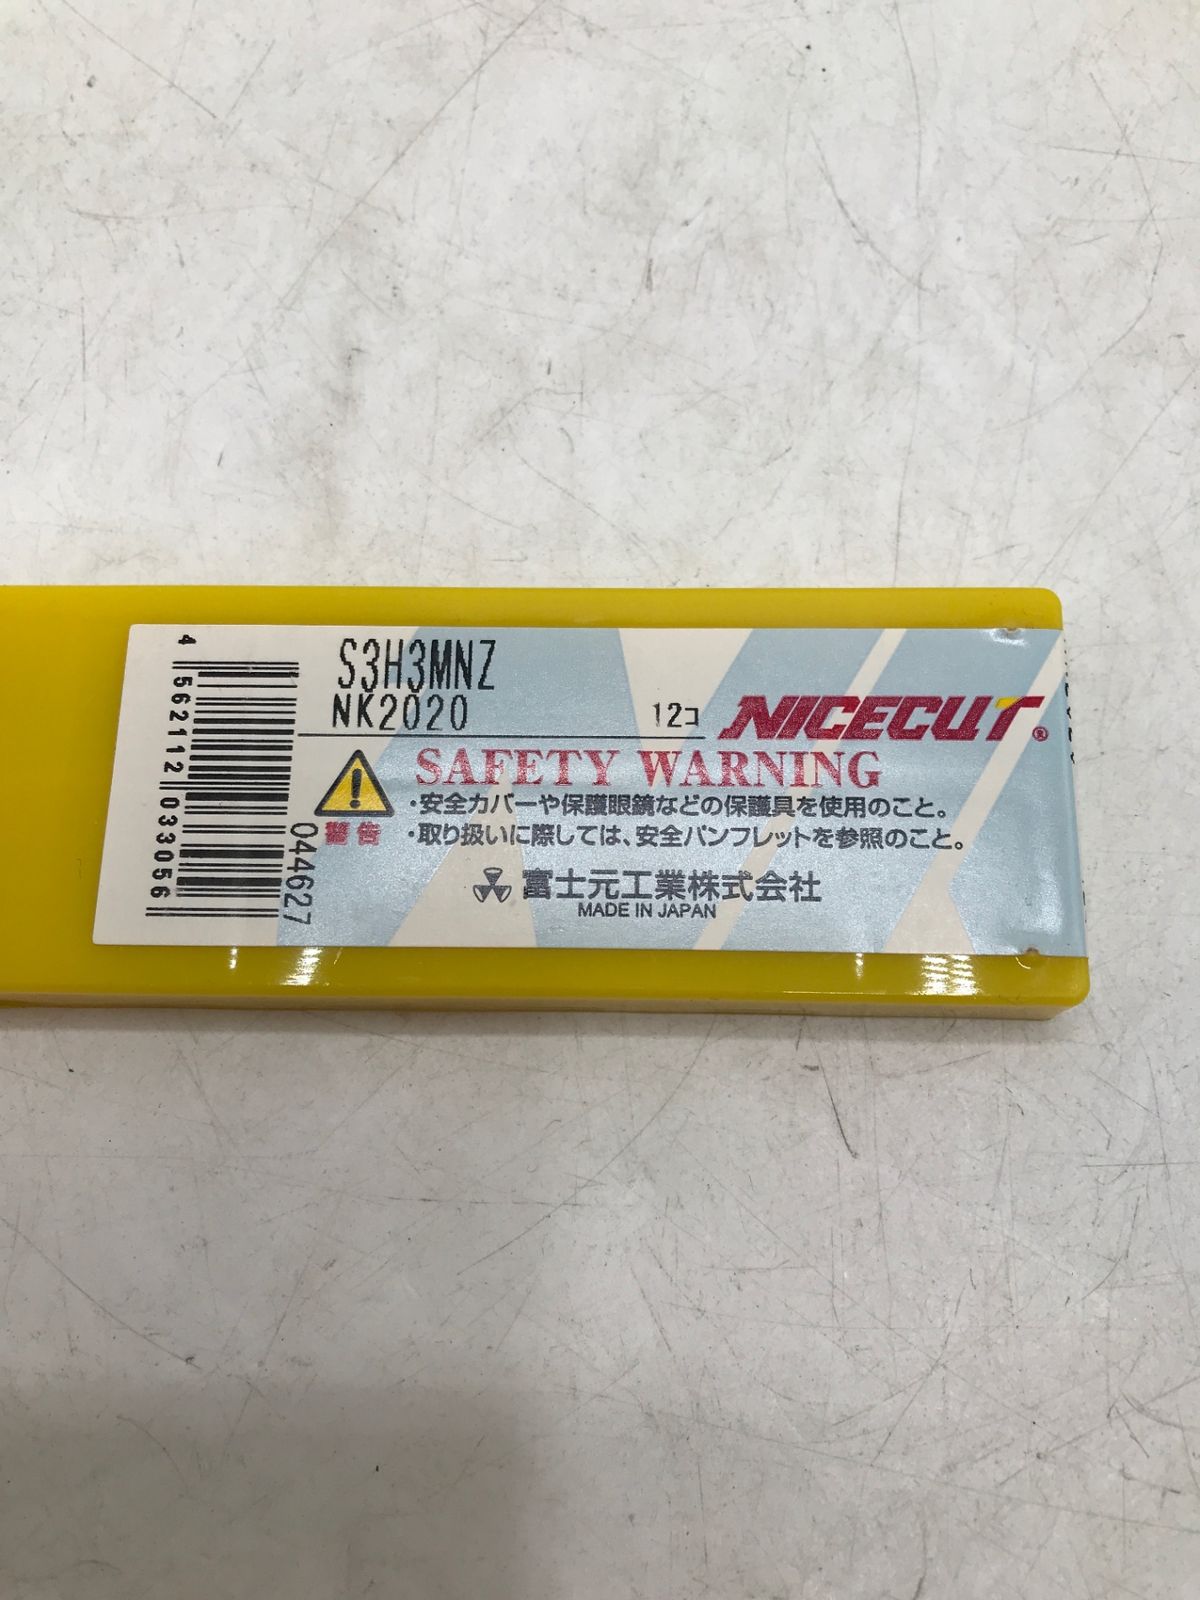 S3H3MNZ
NK2020
12コ
NICECUT®
SAFETY WARNING
警告
・安全カバーや保護眼鏡などの保護具を使用のこと。
・取り扱いに際しては、安全パンフレットを参照のこと。
富士元工業株式会社
MADE IN JAPAN
4 562112 033056
044627